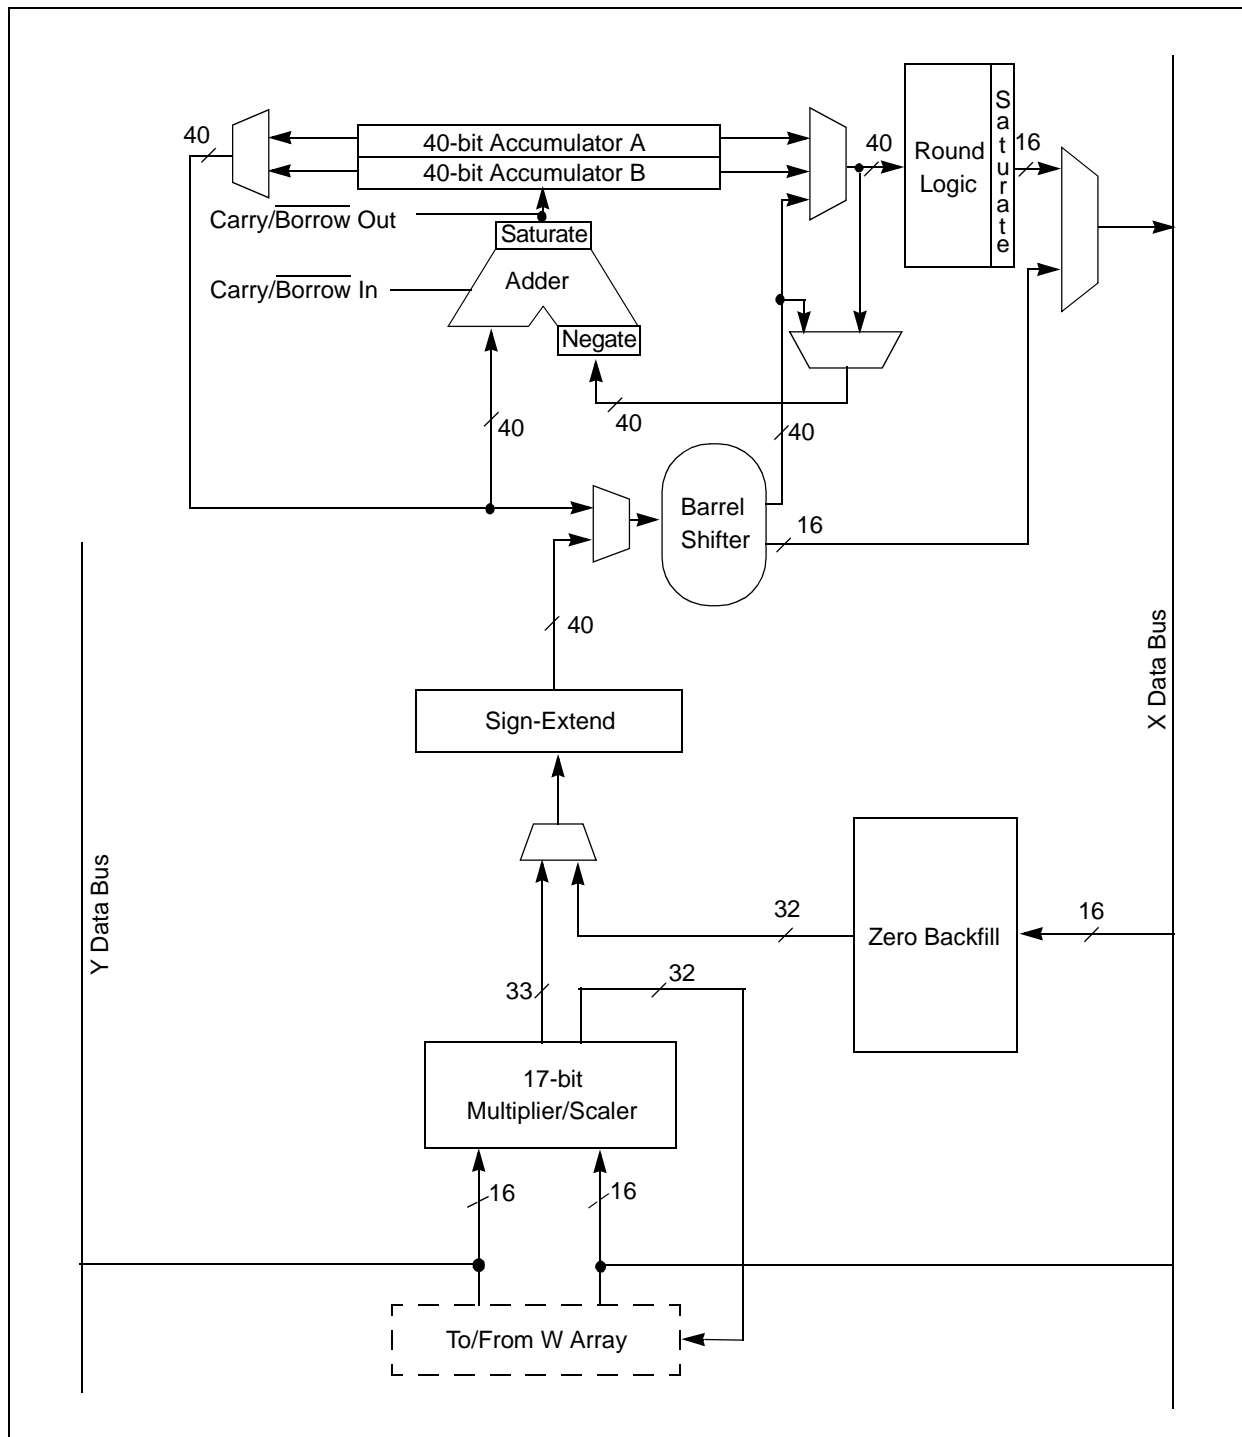 40
40-bit Accumulator A
40-bit Accumulator B
40
Round
Logic
Saturate
16
Carry/Borrow Out
Saturate
Carry/Borrow In
Adder
Negate
40
40
40
Barrel
Shifter
16
40
Sign-Extend
X Data Bus
Y Data Bus
32
Zero Backfill
16
33
32
17-bit
Multiplier/Scaler
16
16
To/From W Array